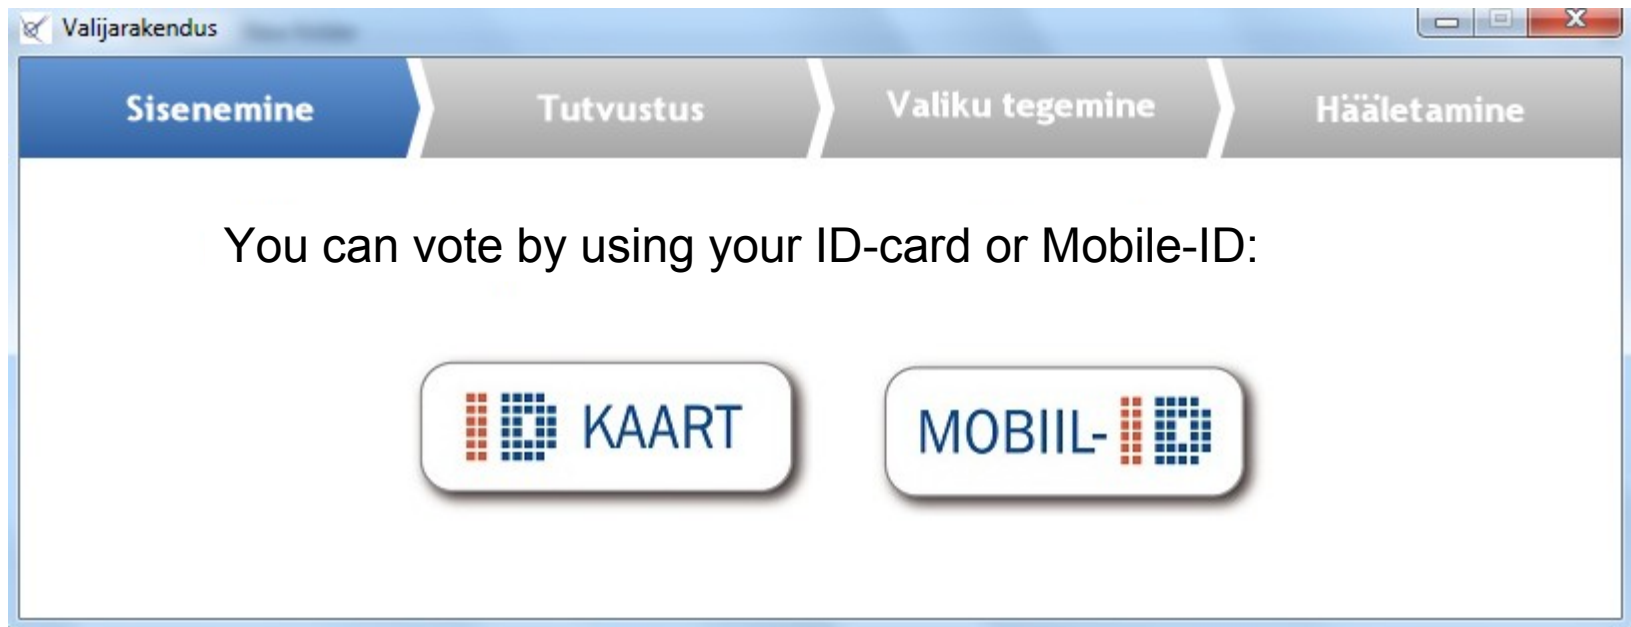 Valijarakendus
Sisenemine
Tutvustus
Valiku tegemine
Hääletamine
You can vote by using your ID-card or Mobile-ID:
ID KAART
MOBIIL-ID